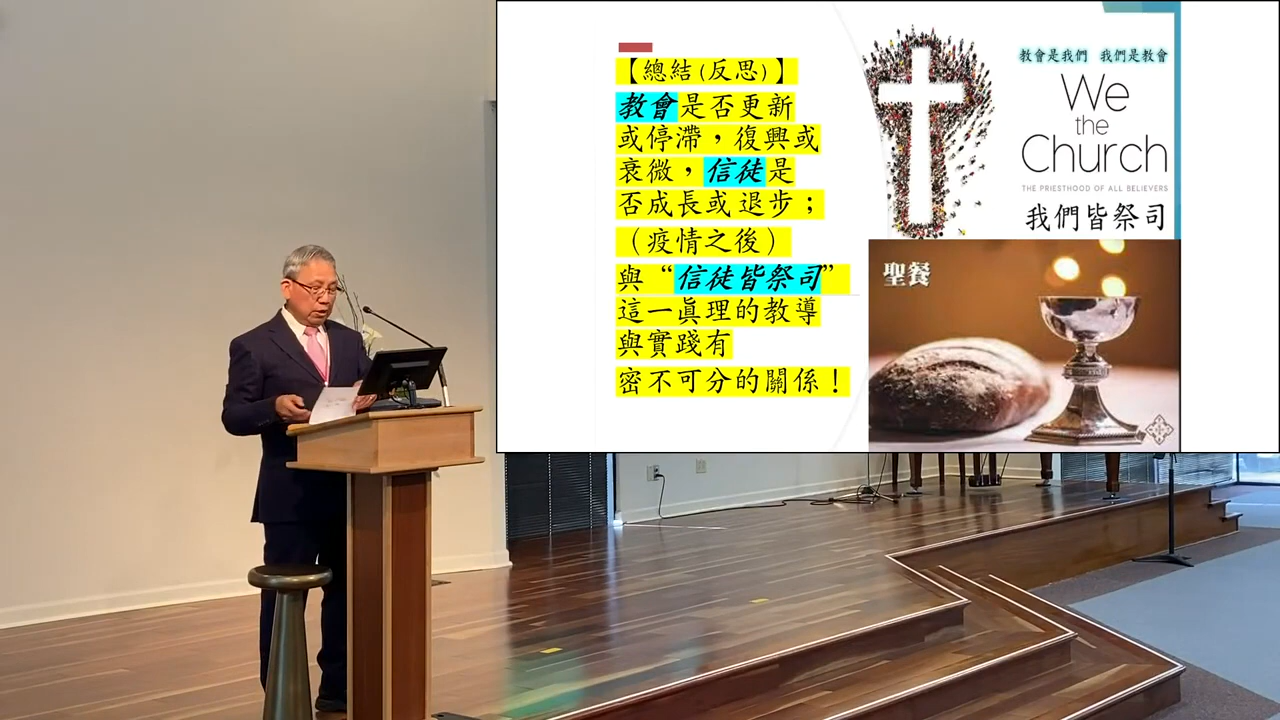 【總結(反思)】
教會是否更新
或停滯，復興或
衰微，信徒是
否成長或退步；
（疫情之後）
與“信徒皆祭司”
這一真理的教導
與實踐有
密不可分的關係！
教會是我們 我們是教會
We
the
Church
THE PRIESTHOOD OF ALL BELIEVERS
我們皆祭司
聖餐